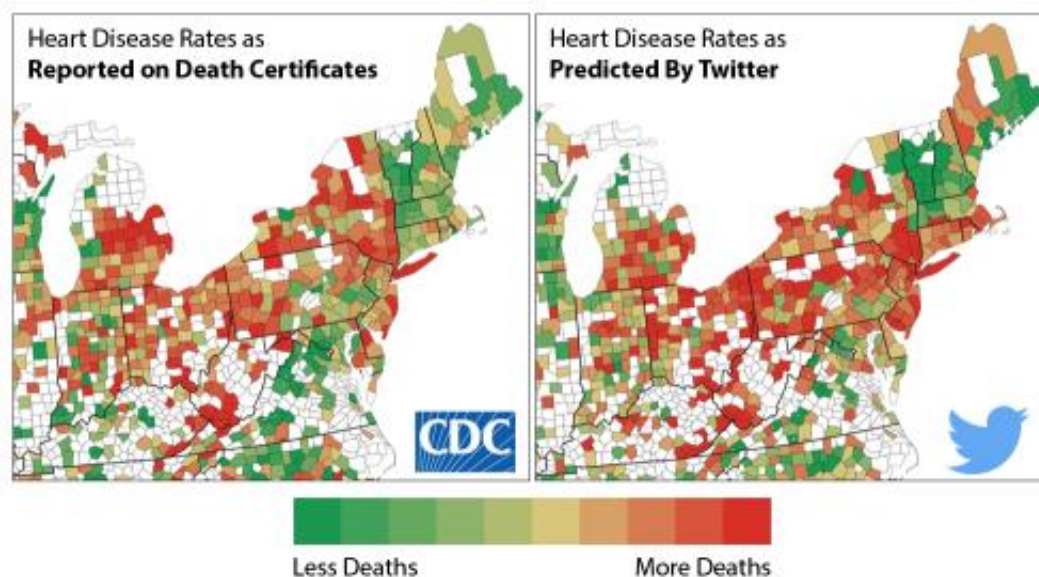 Heart Disease Rates as
Reported on Death Certificates
Heart Disease Rates as
Predicted By Twitter
CDC
Less Deaths
More Deaths